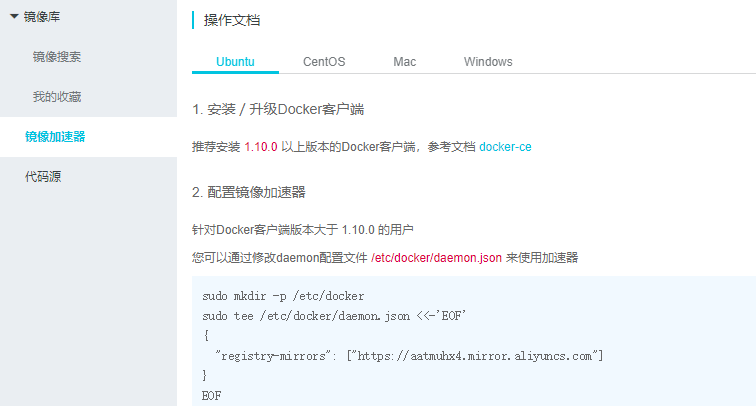 镜像库
镜像搜索
我的收藏
镜像加速器
代码源
操作文档
Ubuntu CentOS Mac Windows
1. 安装 / 升级Docker客户端
推荐安装 1.10.0 以上版本的Docker客户端，参考文档 docker-ce
2. 配置镜像加速器
针对Docker客户端版本大于 1.10.0 的用户
您可以通过修改daemon配置文件 /etc/docker/daemon.json 来使用加速器
sudo mkdir -p /etc/docker
sudo tee /etc/docker/daemon.json <<-'EOF'
{
  "registry-mirrors": ["https://aatmuhx4.mirror.aliyuncs.com"]
}
EOF